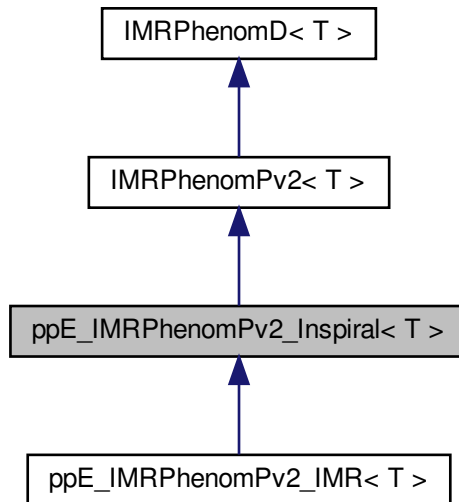 IMRPhenomD< T >
IMRPhenomPv2< T >
ppE_IMRPhenomPv2_Inspiral< T >
ppE_IMRPhenomPv2_IMR< T >